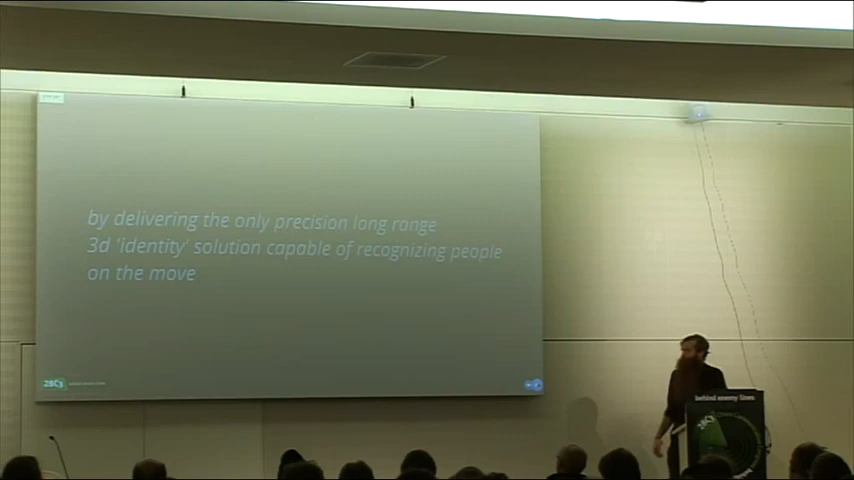 by delivering the only precision long range
3d 'identity' solution capable of recognizing people
on the move
28C3
behind enemy lines
28C3